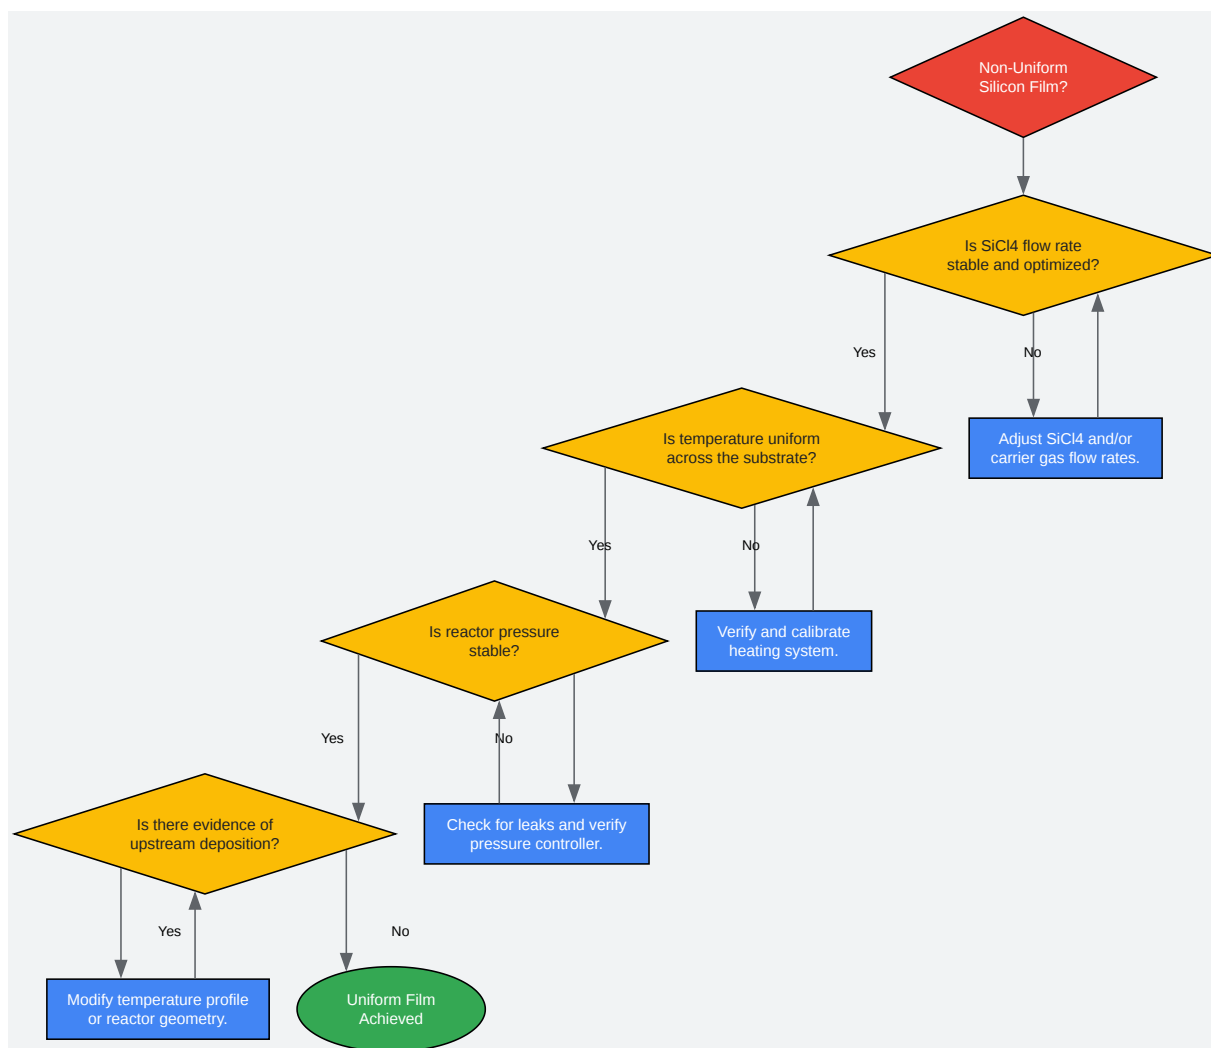 Non-Uniform
Silicon Film?
Is SiCl4 flow rate
stable and optimized?
Yes
No
Is temperature uniform
across the substrate?
Adjust SiCl4 and/or
carrier gas flow rates.
Yes
No
Is reactor pressure
stable?
Verify and calibrate
heating system.
Yes
No
Is there evidence of
upstream deposition?
Check for leaks and verify
pressure controller.
Yes
No
Modify temperature profile
or reactor geometry.
Uniform Film
Achieved